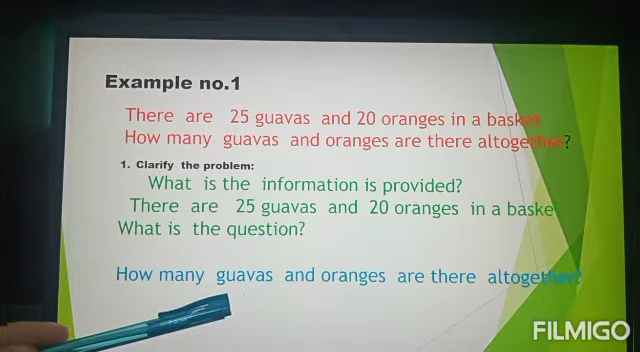 Example no.1
There are 25 guavas and 20 oranges in a basket
How many guavas and oranges are there altogether?
1. Clarify the problem:
What is the information is provided?
There are 25 guavas and 20 oranges in a baske
What is the question?
How many guavas and oranges are there altogether?
FILMIGO